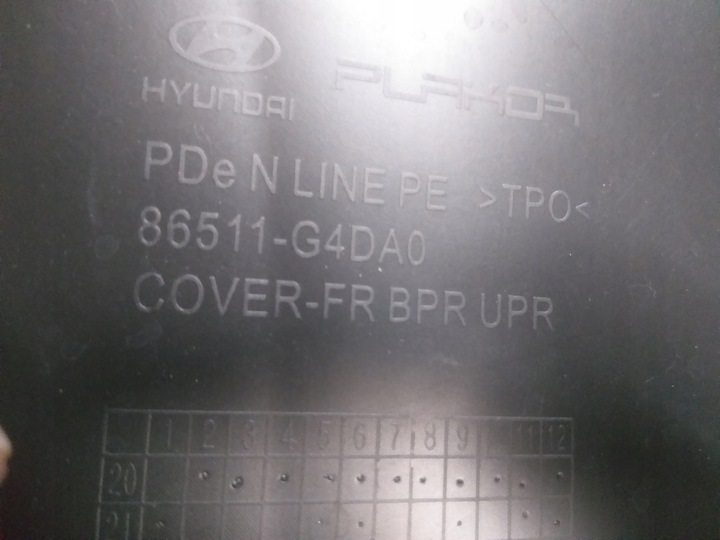 HYUNDAI PLAKOR
PDe N LINE PE >TPO<
86511-G4DA0
COVER-FR BPR UPR
1 2 3 4 5 6 7 8 9 11 12
20
21